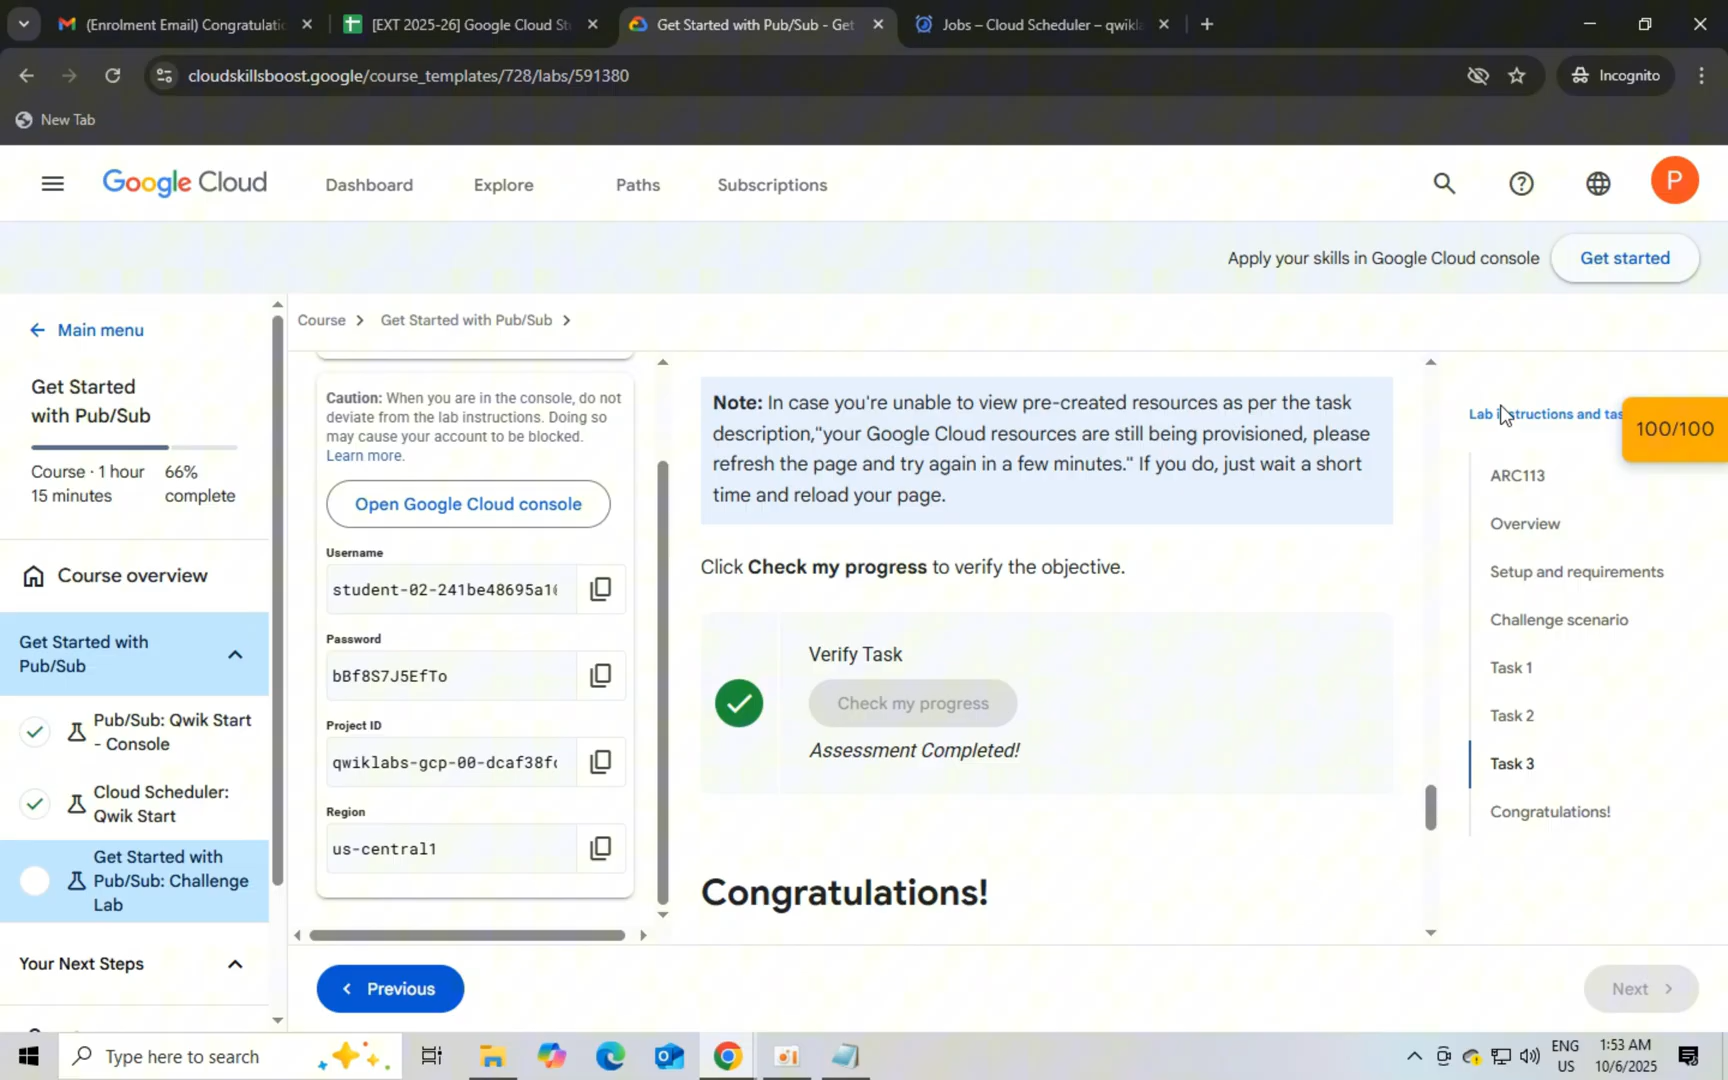 (Enrolment Email) Congratulati
[EXT 2025-26] Google Cloud St
Get Started with Pub/Sub - Get
Jobs – Cloud Scheduler – qwikla
cloudskillsboost.google/course_templates/728/labs/591380
Incognito
New Tab
Google Cloud
Dashboard
Explore
Paths
Subscriptions
P
Apply your skills in Google Cloud console
Get started
Main menu
Get Started
with Pub/Sub
Course · 1 hour
15 minutes
66%
complete
Course overview
Get Started with
Pub/Sub
Pub/Sub: Qwik Start
- Console
Cloud Scheduler:
Qwik Start
Get Started with
Pub/Sub: Challenge
Lab
Your Next Steps
Course
Get Started with Pub/Sub
Caution: When you are in the console, do not
deviate from the lab instructions. Doing so
may cause your account to be blocked.
Learn more.
Open Google Cloud console
Username
student-02-241be48695a1
Password
bBf8S7J5EfTo
Project ID
qwiklabs-gcp-00-dcaf38f
Region
us-central1
Note: In case you're unable to view pre-created resources as per the task
description,"your Google Cloud resources are still being provisioned, please
refresh the page and try again in a few minutes." If you do, just wait a short
time and reload your page.
Click Check my progress to verify the objective.
Verify Task
Check my progress
Assessment Completed!
Congratulations!
Lab instructions and tas
100/100
ARC113
Overview
Setup and requirements
Challenge scenario
Task 1
Task 2
Task 3
Congratulations!
Previous
Next
Type here to search
ENG
US
1:53 AM
10/6/2025